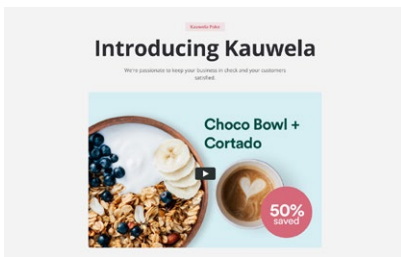 Kauwela Poke
Introducing Kauwela
We're passionate to keep your business in check and your customers
satisfied.
Choco Bowl +
Cortado
50%
saved